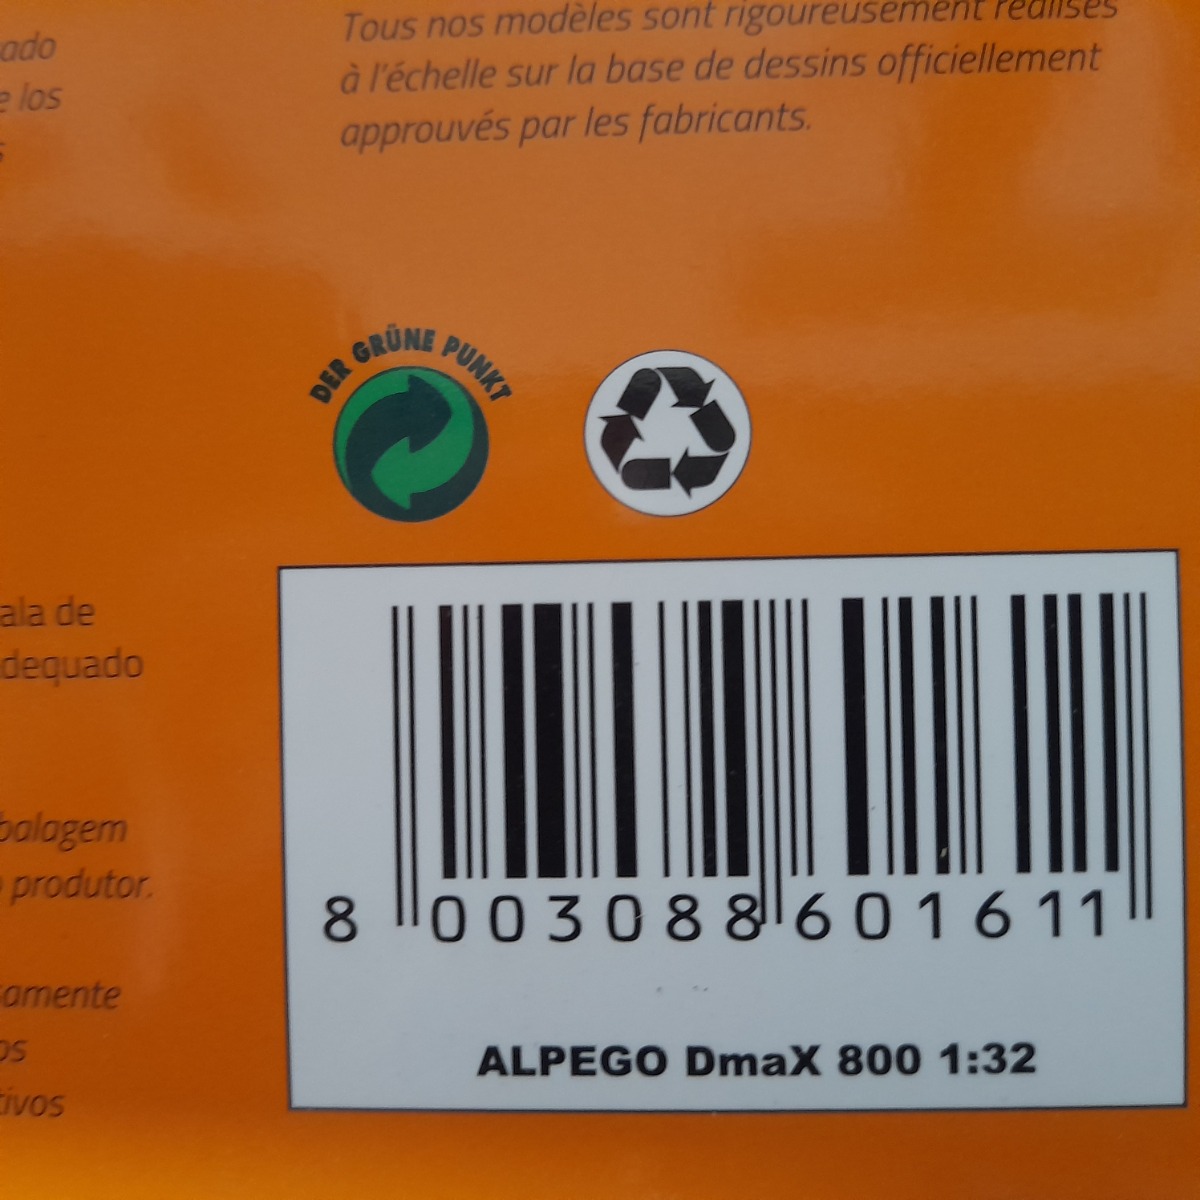 ado
e los
s
Tous nos modèles sont rigoureusement réalisés
à l'échelle sur la base de dessins officiellement
approuvés par les fabricants.
DER GRÜNE PUNKT
ala de
dequado
balagem
o produtor.
samente
os
tivos
8 003088 601611
ALPEGO DmaX 800 1:32